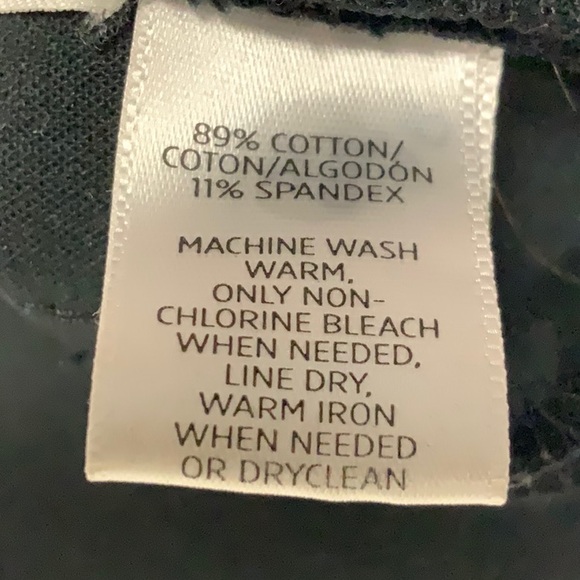 89% COTTON/
COTON/ALGODÓN
11% SPANDEX
MACHINE WASH
WARM,
ONLY NON-
CHLORINE BLEACH
WHEN NEEDED,
LINE DRY,
WARM IRON
WHEN NEEDED
OR DRYCLEAN